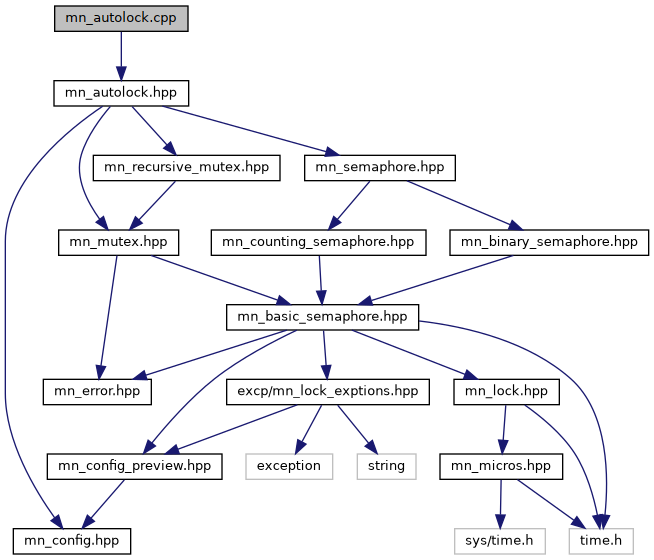 mn_autolock.cpp
mn_autolock.hpp
mn_recursive_mutex.hpp
mn_semaphore.hpp
mn_mutex.hpp
mn_counting_semaphore.hpp
mn_binary_semaphore.hpp
mn_basic_semaphore.hpp
mn_error.hpp
excp/mn_lock_exptions.hpp
mn_lock.hpp
mn_config_preview.hpp
exception
string
mn_micros.hpp
mn_config.hpp
sys/time.h
time.h